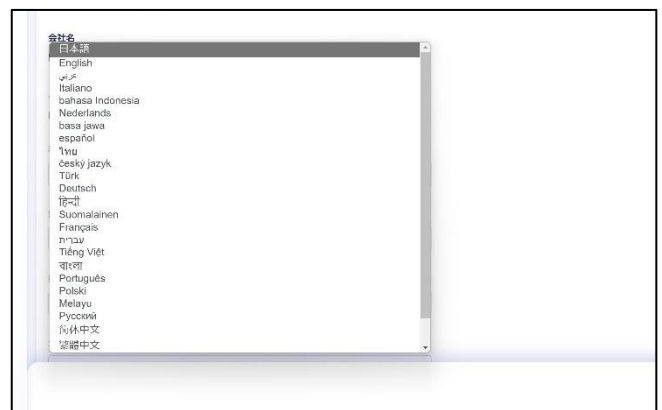 会社名
日本語
English
عربي
Italiano
bahasa Indonesia
Nederlands
basa jawa
español
ไทย
český jazyk
Türk
Deutsch
हिन्दी
Suomalainen
Français
עברית
Tiếng Việt
বাংলা
Português
Polski
Melayu
Русский
简体中文
繁體中文